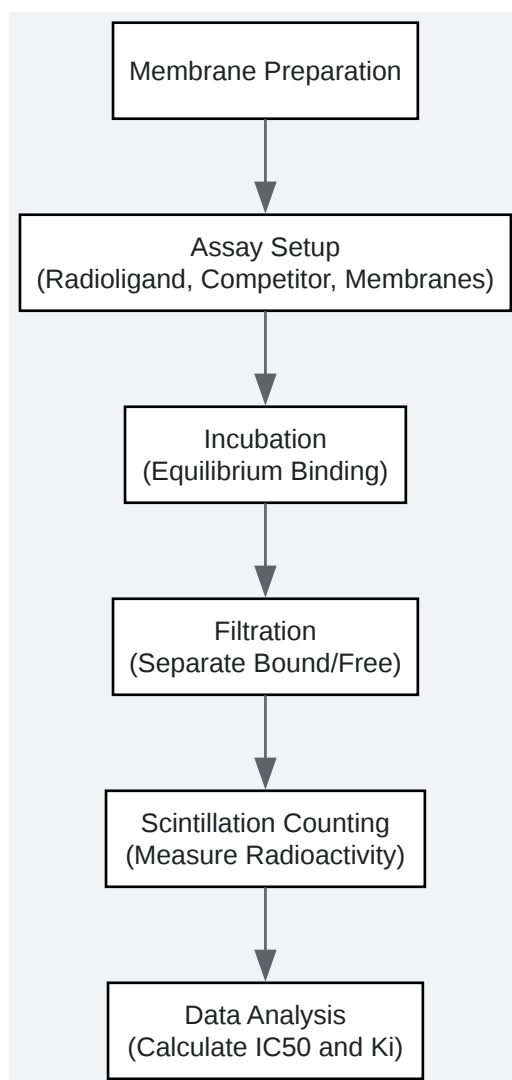 Membrane Preparation
Assay Setup
(Radioligand, Competitor, Membranes)
Incubation
(Equilibrium Binding)
Filtration
(Separate Bound/Free)
Scintillation Counting
(Measure Radioactivity)
Data Analysis
(Calculate IC50 and Ki)